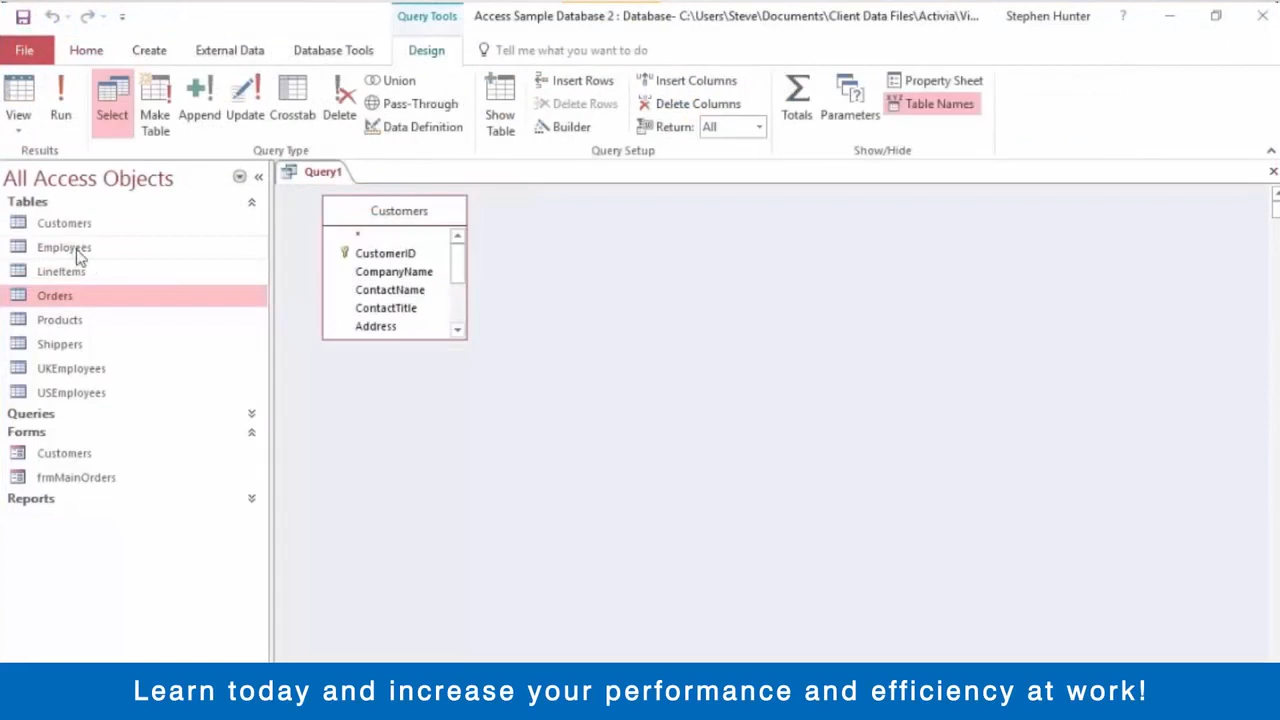 Query Tools
Access Sample Database 2 : Database- C:\Users\Steve\Documents\Client Data Files\Activia\Vi...
Stephen Hunter
?
File
Home
Create
External Data
Database Tools
Design
Tell me what you want to do
View
Run
Select
Make Table
Append
Update
Crosstab
Delete
Union
Pass-Through
Data Definition
Show Table
Insert Rows
Delete Rows
Builder
Insert Columns
Delete Columns
Return: All
Totals
Parameters
Property Sheet
Table Names
Results
Query Type
Query Setup
Show/Hide
All Access Objects
Query1
Tables
Customers
Employees
LineItems
Orders
Products
Shippers
UKEmployees
USEmployees
Queries
Forms
Customers
frmMainOrders
Reports
Customers
*
CustomerID
CompanyName
ContactName
ContactTitle
Address
Learn today and increase your performance and efficiency at work!